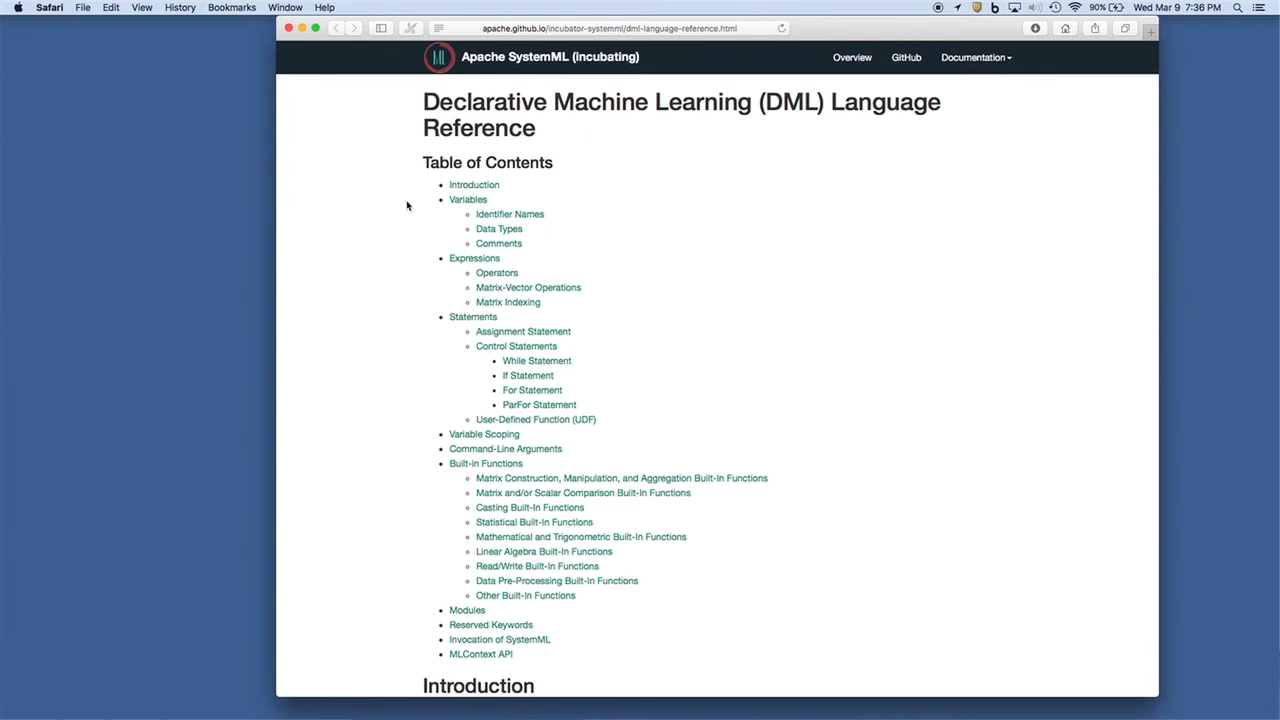 Safari File Edit View History Bookmarks Window Help
90% Wed Mar 9 7:36 PM
apache.github.io/incubator-systemml/dml-language-reference.html
ML Apache SystemML (incubating) Overview GitHub Documentation
Declarative Machine Learning (DML) Language
Reference
Table of Contents
Introduction
Variables
Identifier Names
Data Types
Comments
Expressions
Operators
Matrix-Vector Operations
Matrix Indexing
Statements
Assignment Statement
Control Statements
While Statement
If Statement
For Statement
ParFor Statement
User-Defined Function (UDF)
Variable Scoping
Command-Line Arguments
Built-in Functions
Matrix Construction, Manipulation, and Aggregation Built-In Functions
Matrix and/or Scalar Comparison Built-In Functions
Casting Built-In Functions
Statistical Built-In Functions
Mathematical and Trigonometric Built-In Functions
Linear Algebra Built-In Functions
Read/Write Built-In Functions
Data Pre-Processing Built-In Functions
Other Built-In Functions
Modules
Reserved Keywords
Invocation of SystemML
MLContext API
Introduction